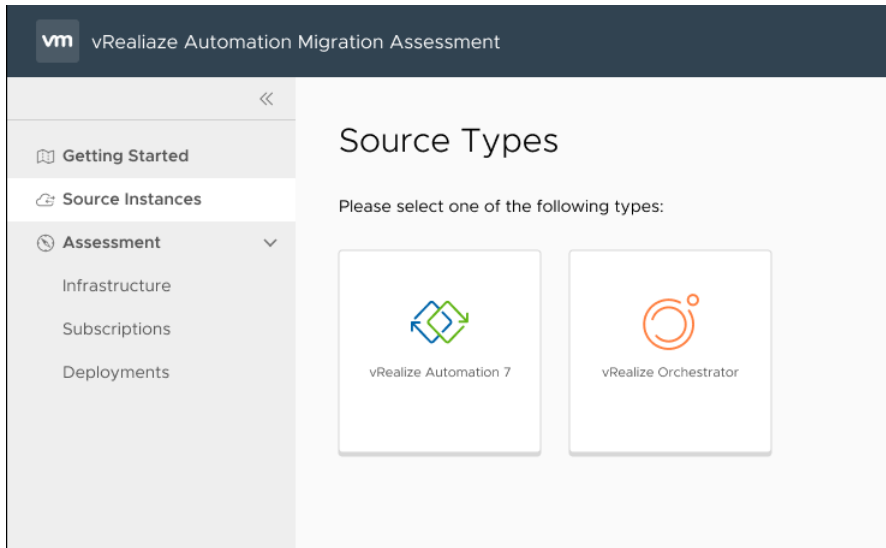 vm vRealiaze Automation Migration Assessment
Getting Started
Source Instances
Assessment
Infrastructure
Subscriptions
Deployments
Source Types
Please select one of the following types:
vRealize Automation 7
vRealize Orchestrator